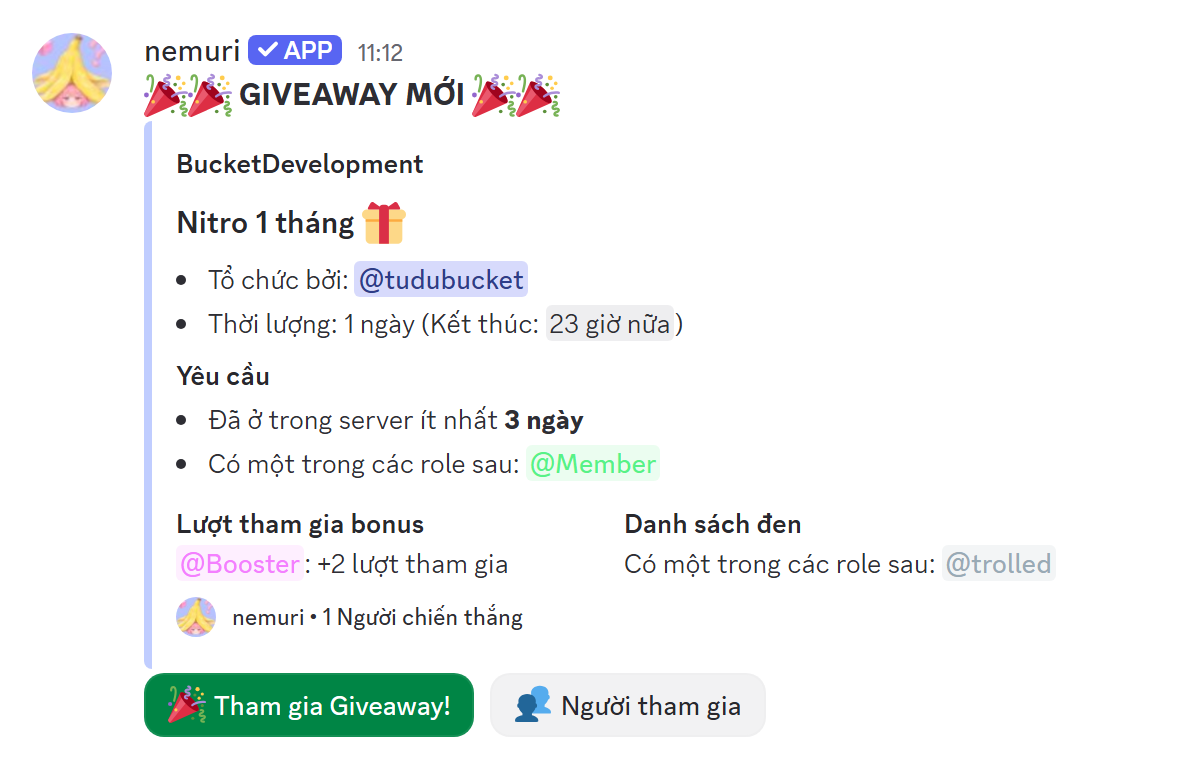 nemuri APP 11:12
GIVEAWAY MỚI
BucketDevelopment
Nitro 1 tháng
Tổ chức bởi: @tudubucket
Thời lượng: 1 ngày (Kết thúc: 23 giờ nữa)
Yêu cầu
Đã ở trong server ít nhất 3 ngày
Có một trong các role sau: @Member
Lượt tham gia bonus
@Booster: +2 lượt tham gia
Danh sách đen
Có một trong các role sau: @trolled
nemuri • 1 Người chiến thắng
Tham gia Giveaway!
Người tham gia